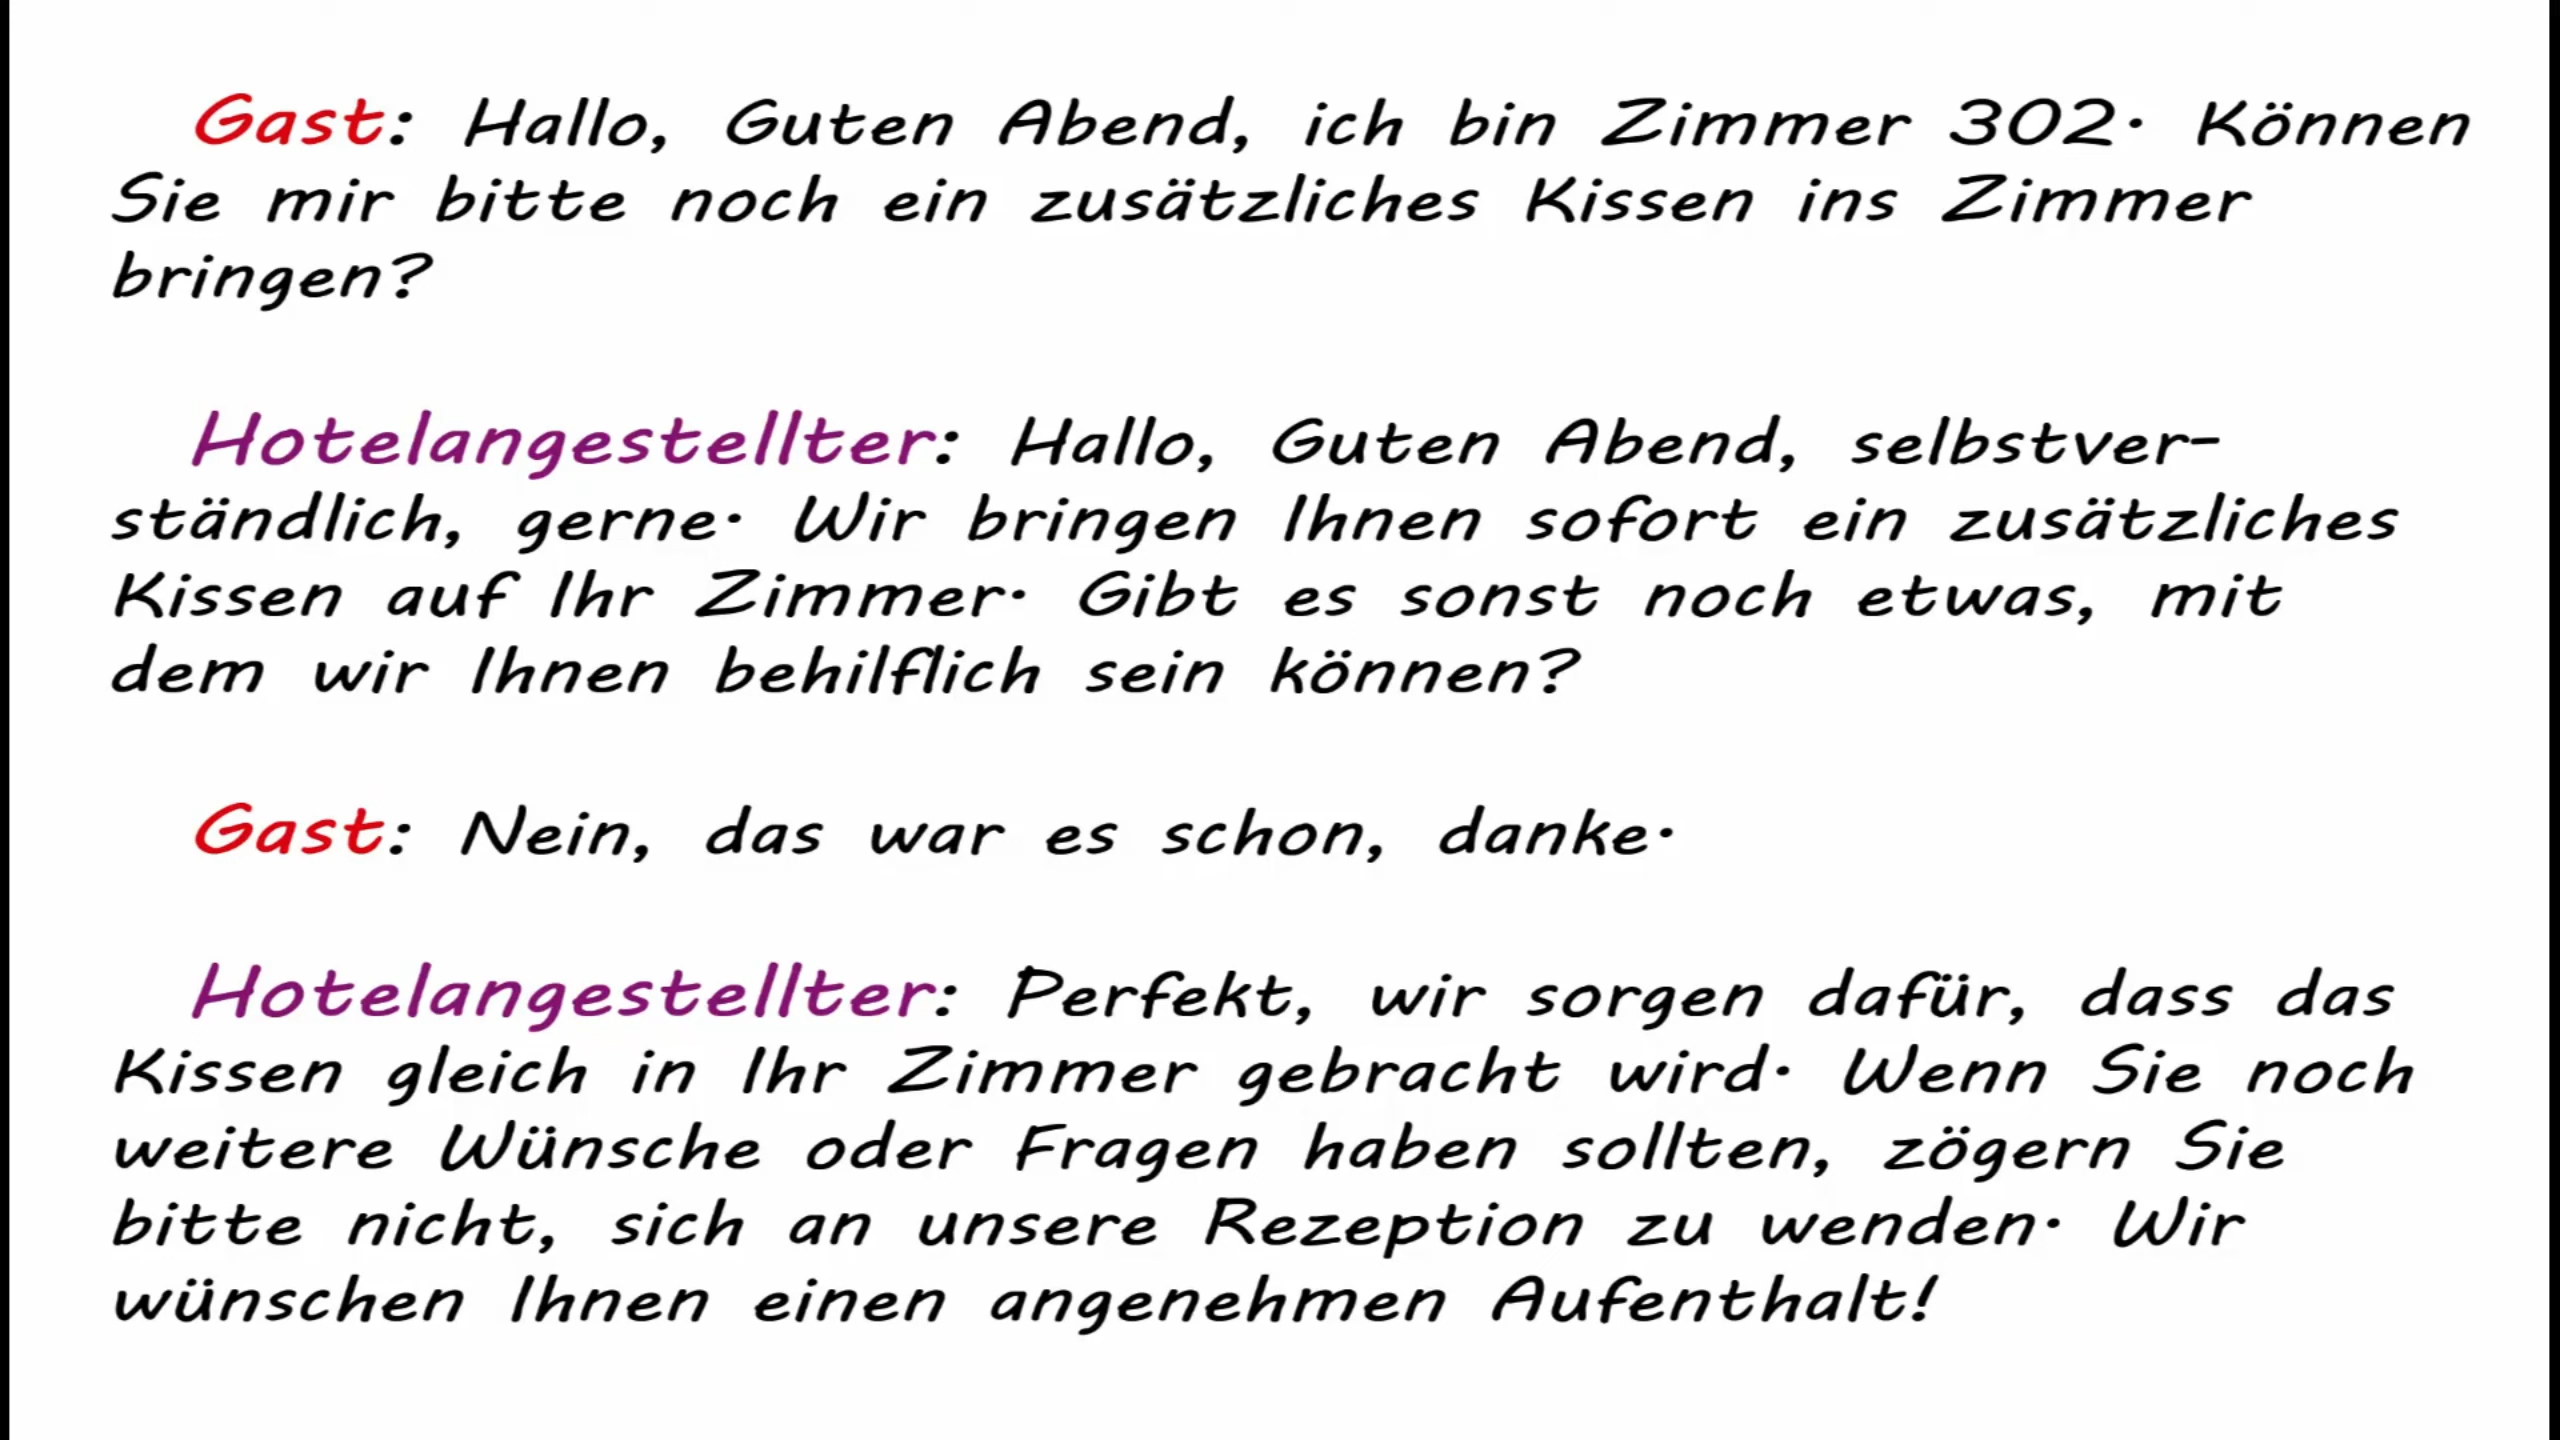 Gast: Hallo, Guten Abend, ich bin Zimmer 302. Können
Sie mir bitte noch ein zusätzliches Kissen ins Zimmer
bringen?
Hotelangestellter: Hallo, Guten Abend, selbstver-
ständlich, gerne. Wir bringen Ihnen sofort ein zusätzliches
Kissen auf Ihr Zimmer. Gibt es sonst noch etwas, mit
dem wir Ihnen behilflich sein können?
Gast: Nein, das war es schon, danke.
Hotelangestellter: Perfekt, wir sorgen dafür, dass das
Kissen gleich in Ihr Zimmer gebracht wird. Wenn Sie noch
weitere Wünsche oder Fragen haben sollten, zögern Sie
bitte nicht, sich an unsere Rezeption zu wenden. Wir
wünschen Ihnen einen angenehmen Aufenthalt!